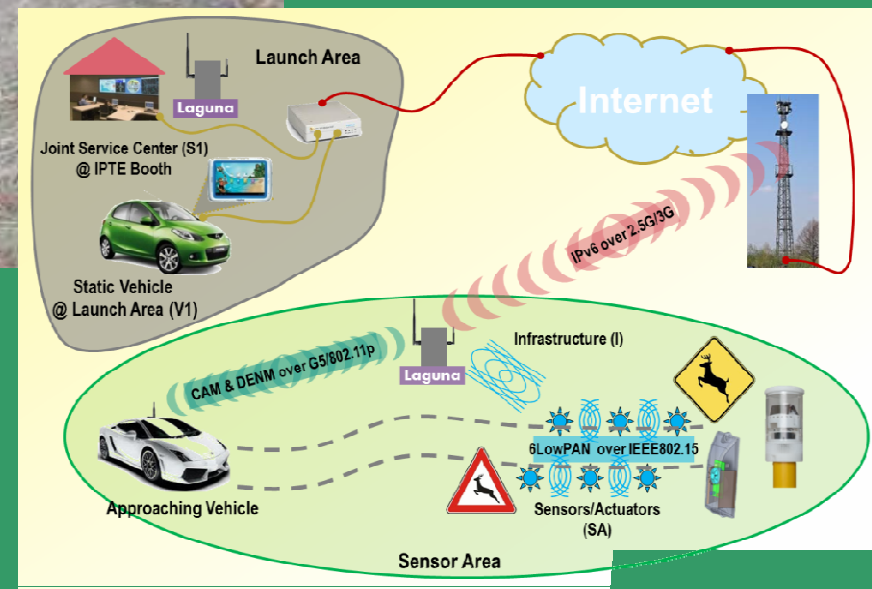 Launch Area
Laguna
Joint Service Center (S1)
@ IPTE Booth
Static Vehicle
@ Launch Area (V1)
Internet
IPv6 over 2.5G/3G
Infrastructure (I)
Laguna
CAM & DENM over G5/802.11p
6LowPAN over IEEE802.15
Approaching Vehicle
Sensors/Actuators
(SA)
Sensor Area